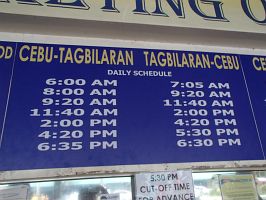 CEBU-TAGBILARAN TAGBILARAN-CEBU
DAILY SCHEDULE
6:00 AM 7:05 AM
8:00 AM 9:20 AM
9:20 AM 11:40 AM
11:40 AM 2:00 PM
2:00 PM 4:20 PM
4:20 PM 5:30 PM
6:35 PM 6:30 PM
5:30 PM
CUT-OFF TIME
FOR ADVANCE